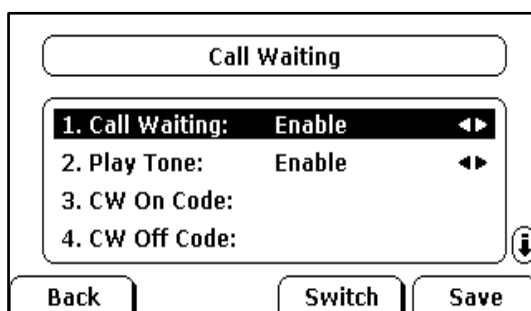 Call Waiting
1. Call Waiting: Enable
2. Play Tone: Enable
3. CW On Code:
4. CW Off Code:
Back Switch Save